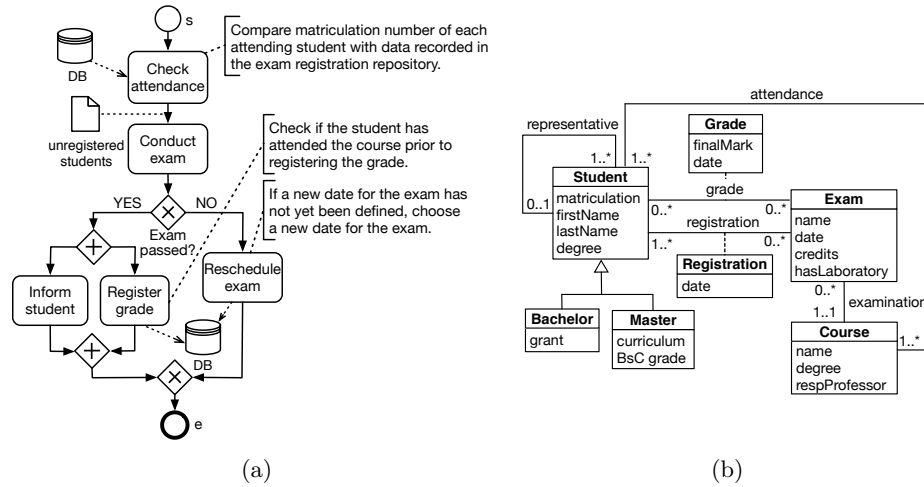 s
Compare matriculation number of each
attending student with data recorded in
the exam registration repository.
DB
Check
attendance
unregistered
students
Conduct
exam
Check if the student has
attended the course prior to
registering the grade.
If a new date for the exam has
not yet been defined, choose
a new date for the exam.
YES
NO
Exam
passed?
Inform
student
Register
grade
Reschedule
exam
DB
e
(a)
attendance
representative
1..*
1..*
0..1
Student
matriculation
firstName
lastName
degree
Grade
finalMark
date
grade
0..*
0..*
registration
1..*
0..*
Registration
date
Exam
name
date
credits
hasLaboratory
0..*
examination
1..1
Course
name
degree
respProfessor
1..*
Bachelor
grant
Master
curriculum
BsC grade
(b)